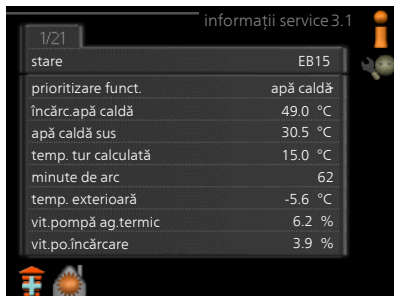 informații service 3.1
1/21
stare EB15
prioritizare funct. apă caldă
încărc.apă caldă 49.0 °C
apă caldă sus 30.5 °C
temp. tur calculată 15.0 °C
minute de arc 62
temp. exterioară -5.6 °C
vit.pompă ag.termic 6.2 %
vit.po.încărcare 3.9 %